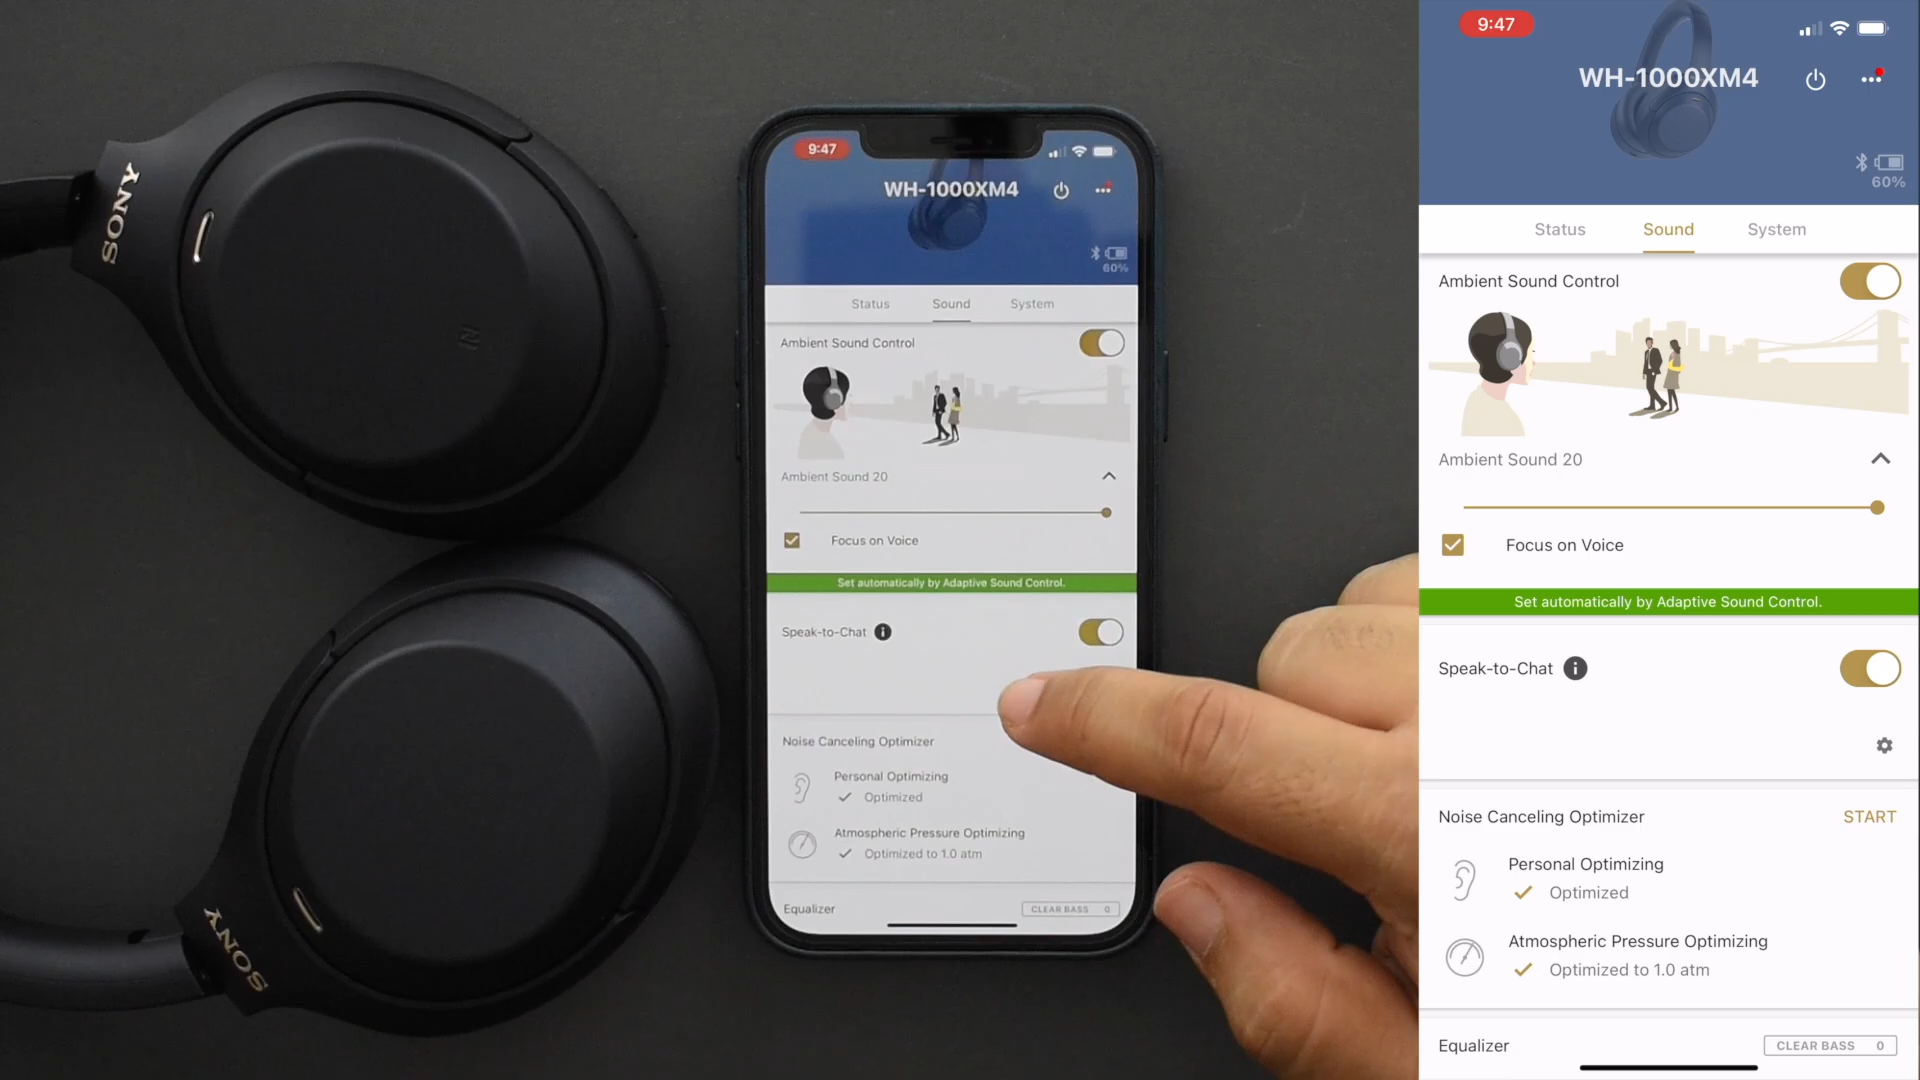 SONY
SONY
9:47
WH-1000XM4
60%
Status Sound System
Ambient Sound Control
Ambient Sound 20
Focus on Voice
Set automatically by Adaptive Sound Control.
Speak-to-Chat
Noise Canceling Optimizer
Personal Optimizing
Optimized
Atmospheric Pressure Optimizing
Optimized to 1.0 atm
Equalizer CLEAR BASS 0
9:47
WH-1000XM4
60%
Status Sound System
Ambient Sound Control
Ambient Sound 20
Focus on Voice
Set automatically by Adaptive Sound Control.
Speak-to-Chat
Noise Canceling Optimizer START
Personal Optimizing
Optimized
Atmospheric Pressure Optimizing
Optimized to 1.0 atm
Equalizer CLEAR BASS 0